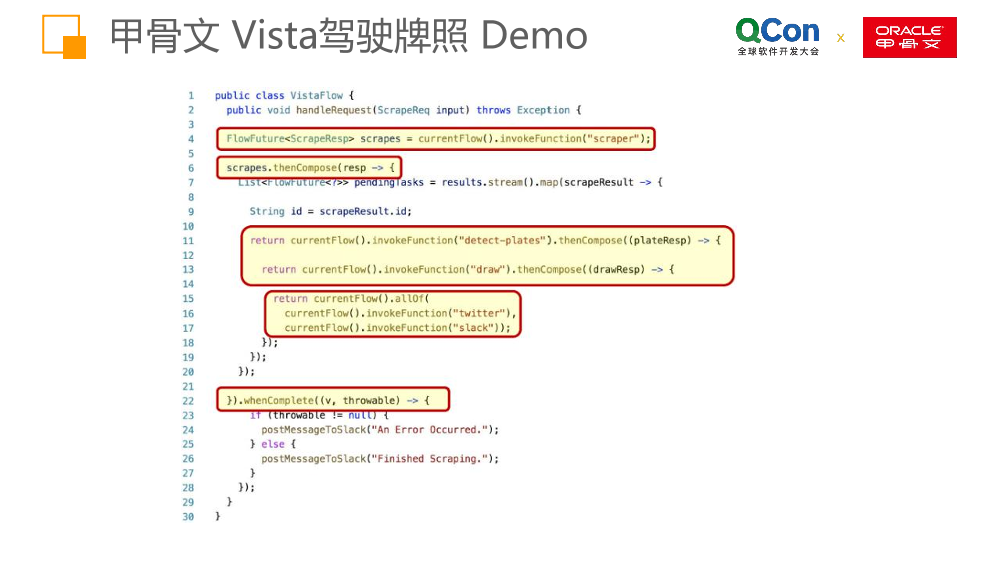 甲骨文 Vista驾驶牌照 Demo
QCon
全球软件开发大会
x
ORACLE
甲骨文
1 public class VistaFlow {
2 public void handleRequest(ScrapeReq input) throws Exception {
3
4 FlowFuture<ScrapeResp> scrapes = currentFlow().invokeFunction("scraper");
5
6 scrapes.thenCompose(resp -> {
7 List<FlowFuture<?>> pendingTasks = results.stream().map(scrapeResult -> {
8
9 String id = scrapeResult.id;
10
11 return currentFlow().invokeFunction("detect-plates").thenCompose((plateResp) -> {
12
13 return currentFlow().invokeFunction("draw").thenCompose((drawResp) -> {
14
15 return currentFlow().allOf(
16 currentFlow().invokeFunction("twitter"),
17 currentFlow().invokeFunction("slack"));
18 });
19 });
20 });
21
22 }).whenComplete((v, throwable) -> {
23 if (throwable != null) {
24 postMessageToSlack("An Error Occurred.");
25 } else {
26 postMessageToSlack("Finished Scraping.");
27 }
28 });
29 }
30 }